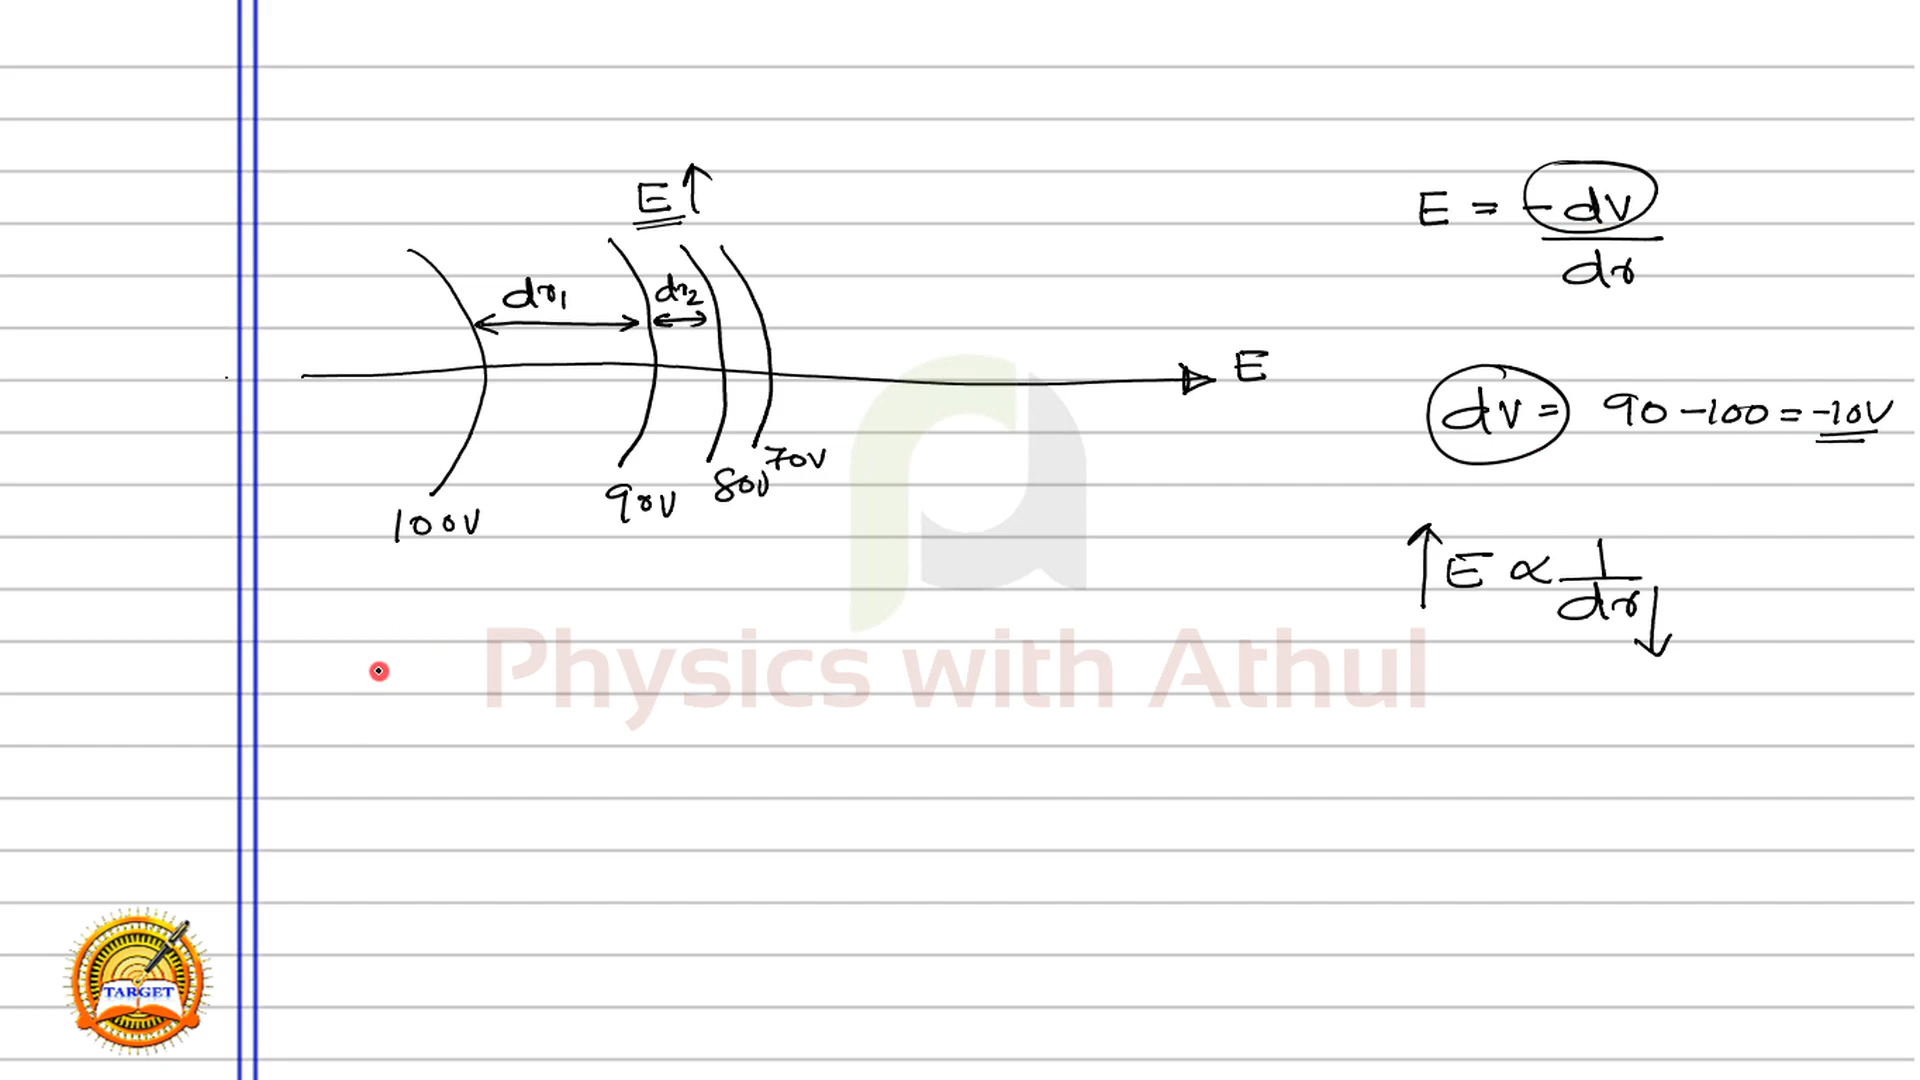 E↑
dr₁
dr₂
E
100V
90V
80V
70V
E = -dV
dr
dV = 90 - 100 = -10V
↑E ∝ 1
dr↓
Physics with Athul
TARGET